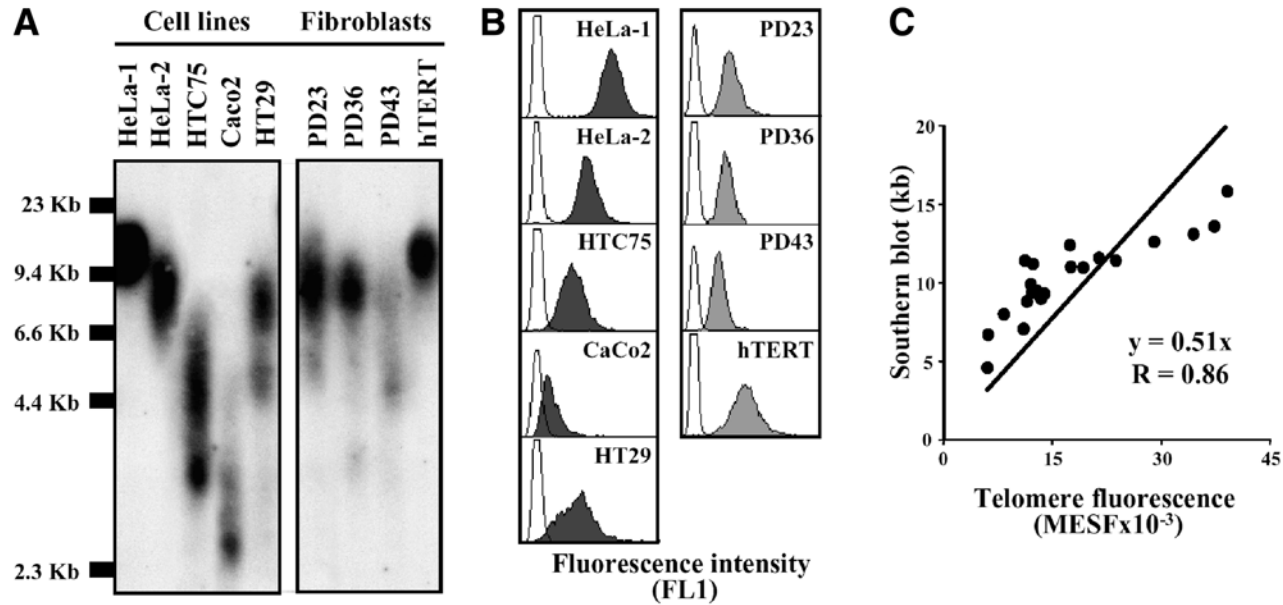 A
Cell lines
Fibroblasts
HeLa-1
HeLa-2
HTC75
Caco2
HT29
PD23
PD36
PD43
hTERT
23 Kb
9.4 Kb
6.6 Kb
4.4 Kb
2.3 Kb
B
HeLa-1
HeLa-2
HTC75
CaCo2
HT29
PD23
PD36
PD43
hTERT
Fluorescence intensity
(FL1)
C
Southern blot (kb)
20
15
10
5
0
y = 0.51x
R = 0.86
0 15 30 45
Telomere fluorescence
(MESFx10⁻³)